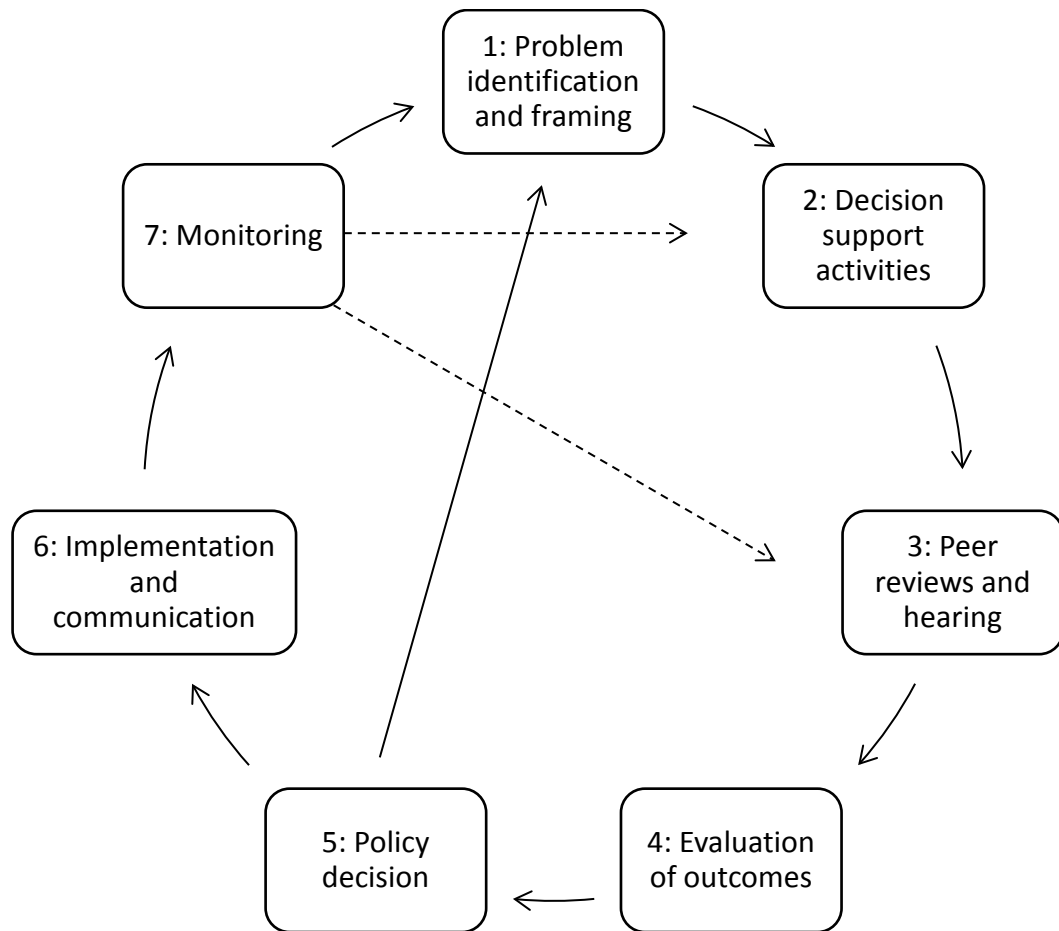 1: Problem
identification
and framing
2: Decision
support
activities
3: Peer
reviews and
hearing
4: Evaluation
of outcomes
5: Policy
decision
6: Implementation
and
communication
7: Monitoring